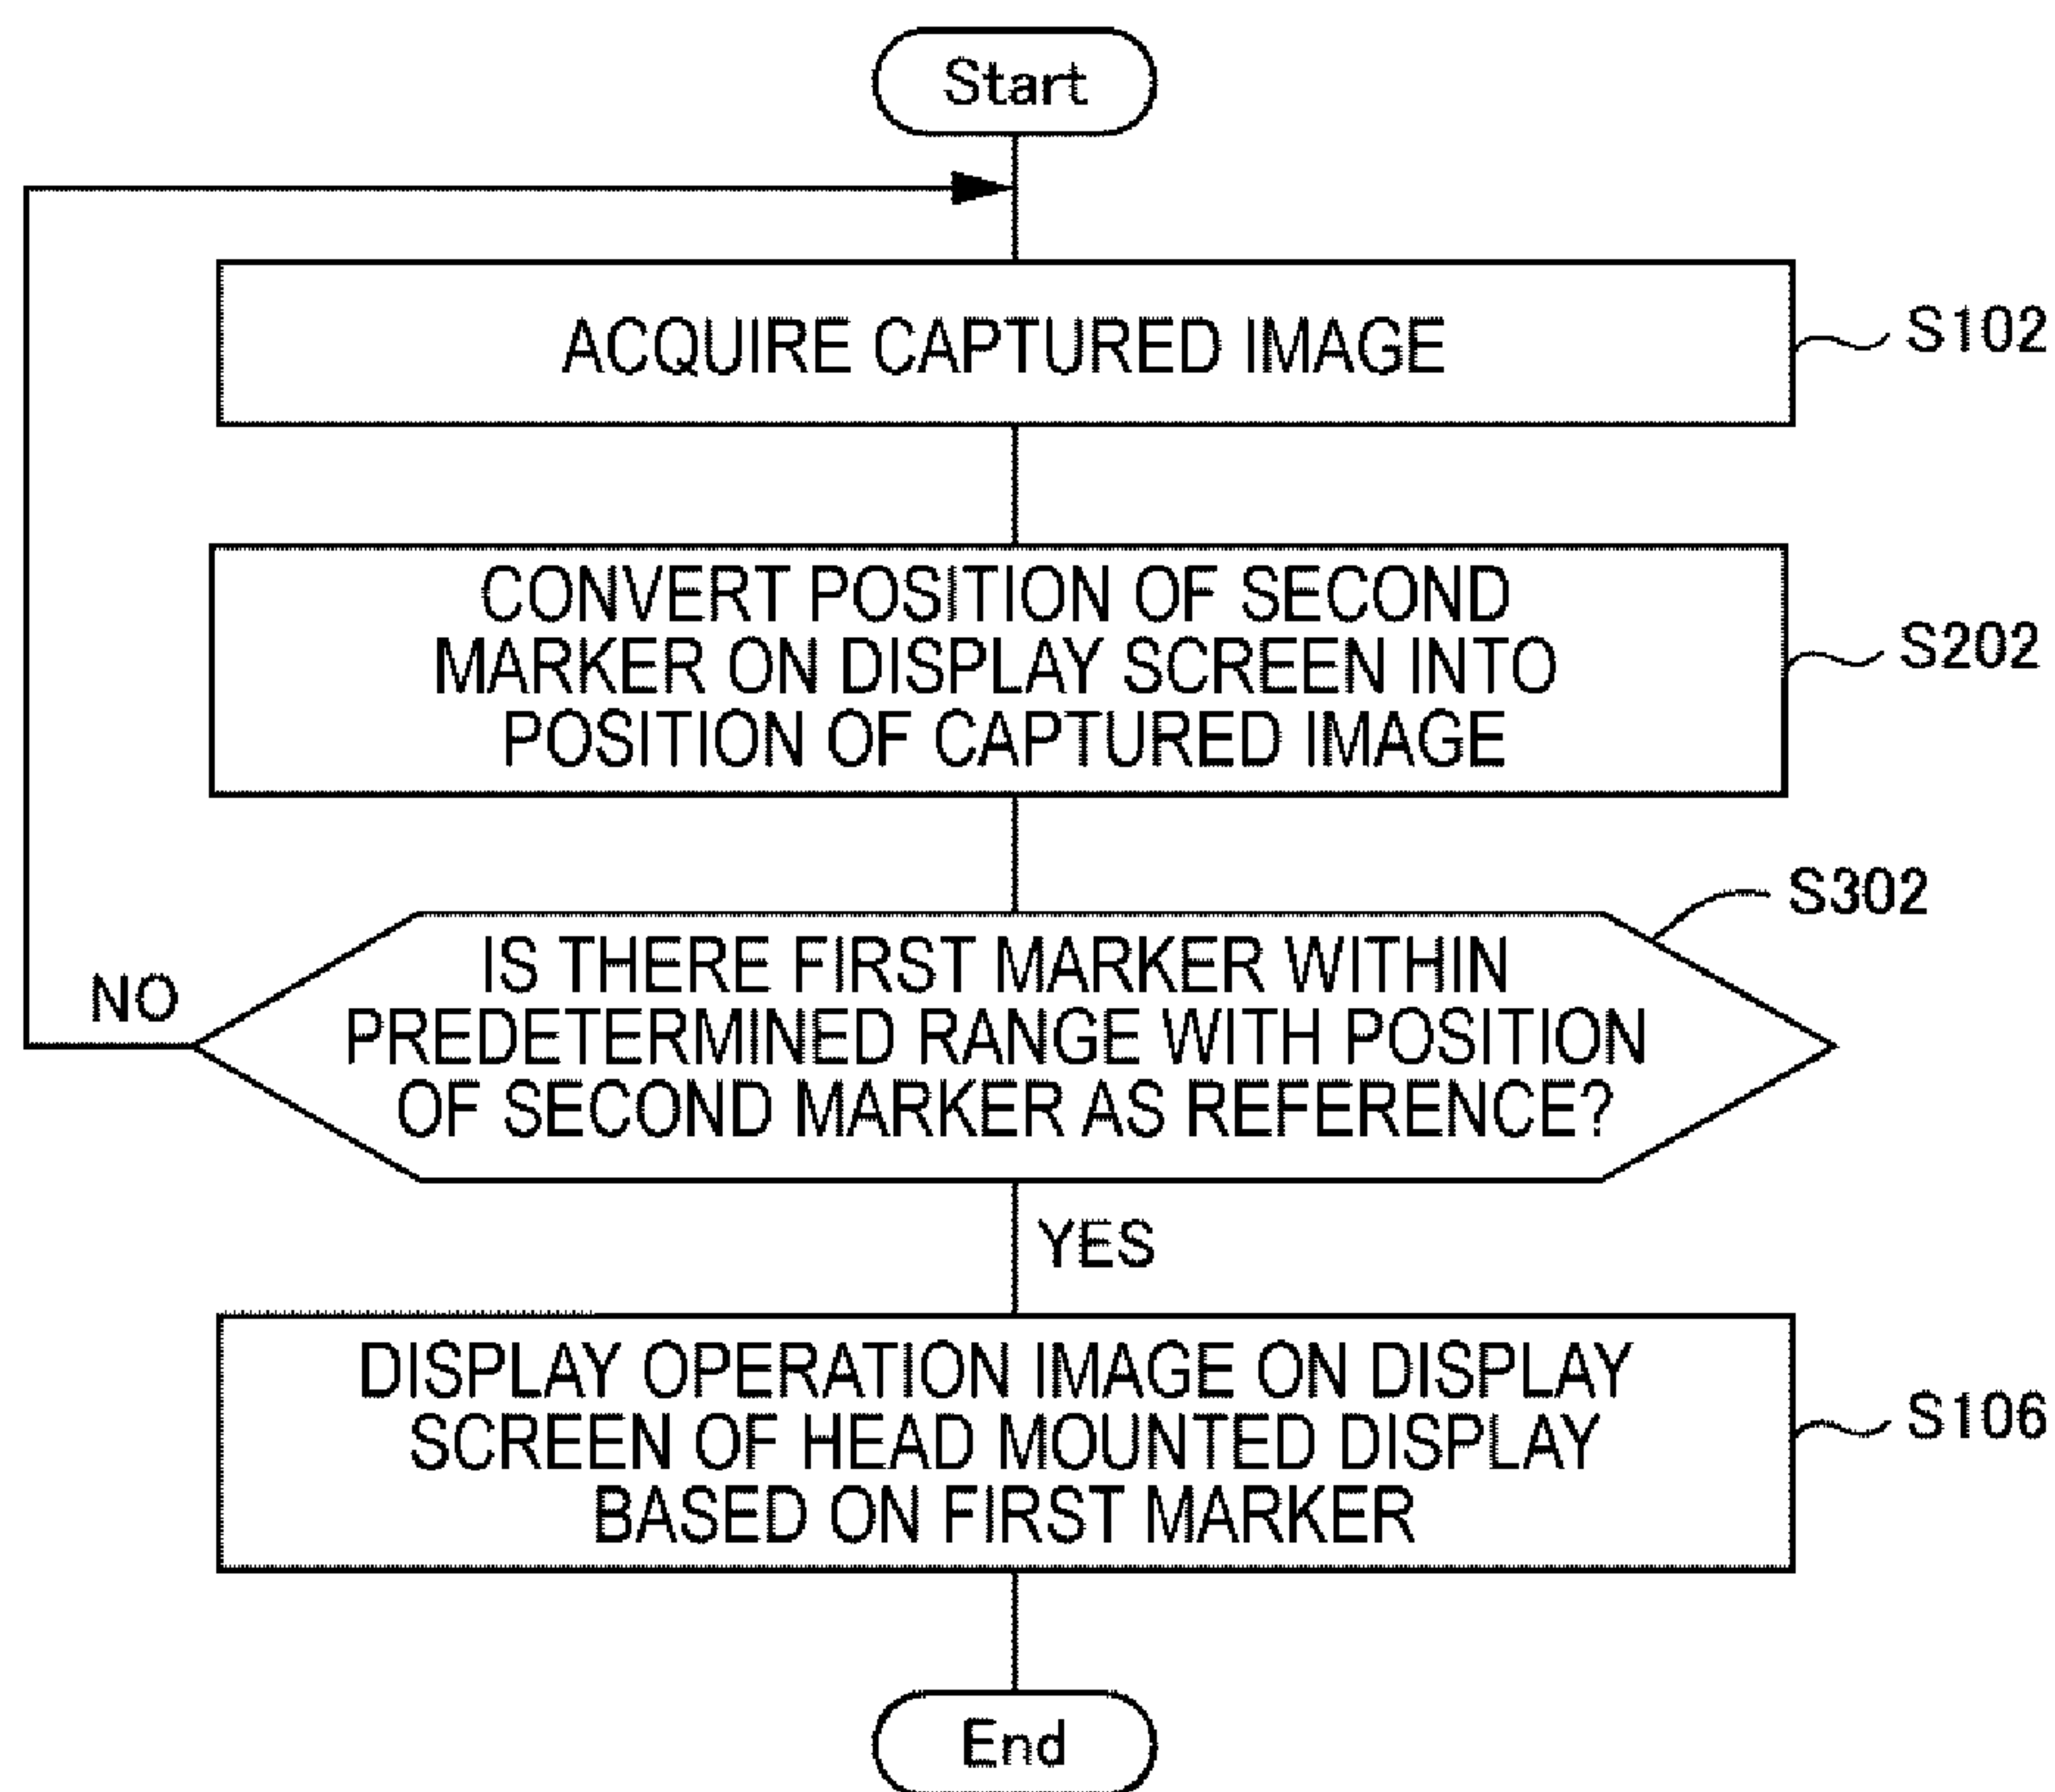 Start
ACQUIRE CAPTURED IMAGE
S102
CONVERT POSITION OF SECOND
MARKER ON DISPLAY SCREEN INTO
POSITION OF CAPTURED IMAGE
S202
S302
IS THERE FIRST MARKER WITHIN
PREDETERMINED RANGE WITH POSITION
OF SECOND MARKER AS REFERENCE?
NO
YES
DISPLAY OPERATION IMAGE ON DISPLAY
SCREEN OF HEAD MOUNTED DISPLAY
BASED ON FIRST MARKER
S106
End